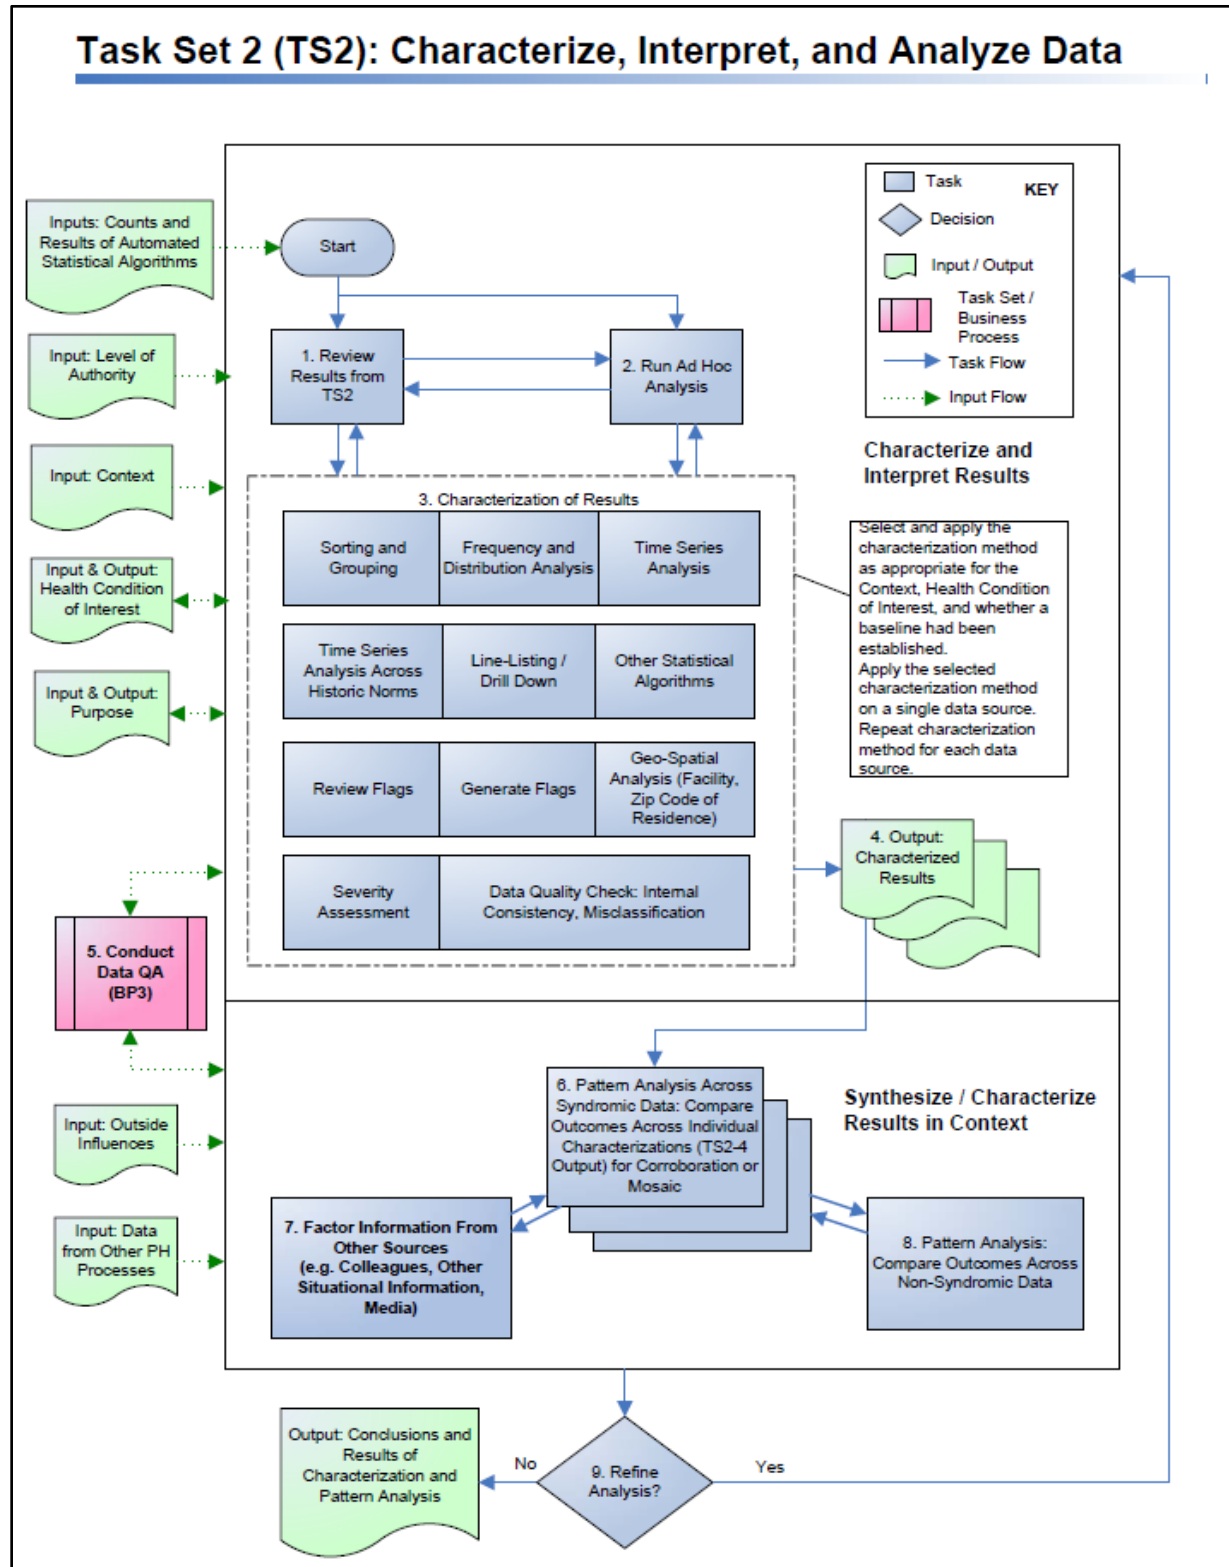 Task Set 2 (TS2): Characterize, Interpret, and Analyze Data
Inputs: Counts and
Results of Automated
Statistical Algorithms
Start
KEY
Task
Decision
Input / Output
Task Set /
Business
Process
Task Flow
Input Flow
Input: Level of
Authority
1. Review
Results from
TS2
2. Run Ad Hoc
Analysis
Input: Context
Characterize and
Interpret Results
3. Characterization of Results
Sorting and
Grouping
Frequency and
Distribution Analysis
Time Series
Analysis
Select and apply the
characterization method
as appropriate for the
Context, Health Condition
of Interest, and whether a
baseline had been
established.
Apply the selected
characterization method
on a single data source.
Repeat characterization
method for each data
source.
Input & Output:
Health Condition
of Interest
Time Series
Analysis Across
Historic Norms
Line-Listing /
Drill Down
Other Statistical
Algorithms
Input & Output:
Purpose
Review Flags
Generate Flags
Geo-Spatial
Analysis (Facility,
Zip Code of
Residence)
4. Output:
Characterized
Results
Severity
Assessment
Data Quality Check: Internal
Consistency, Misclassification
5. Conduct
Data QA
(BP3)
6. Pattern Analysis Across
Syndromic Data: Compare
Outcomes Across Individual
Characterizations (TS2-4
Output) for Corroboration or
Mosaic
Synthesize / Characterize
Results in Context
Input: Outside
Influences
7. Factor Information From
Other Sources
(e.g. Colleagues, Other
Situational Information,
Media)
8. Pattern Analysis:
Compare Outcomes Across
Non-Syndromic Data
Input: Data
from Other PH
Processes
Output: Conclusions and
Results of
Characterization and
Pattern Analysis
No
9. Refine
Analysis?
Yes